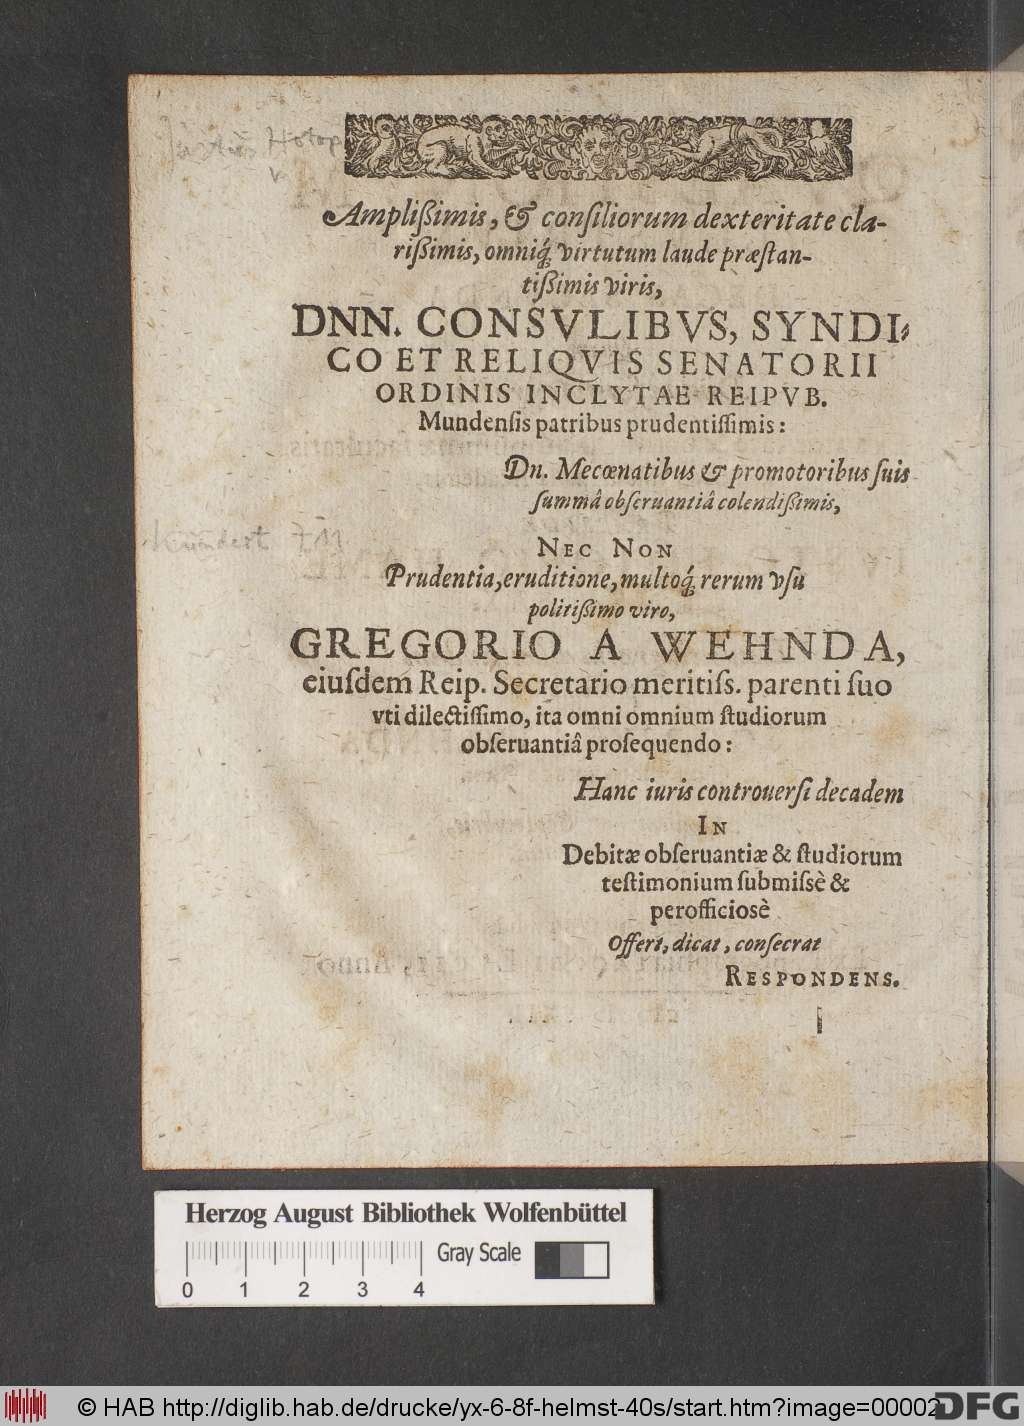 Ampliſsimis, & conſiliorum dexteritate cla-
riſsimis, omniq́; virtutum laude præſtan-
tiſsimis viris,
DNN. CONSVLIBVS, SYNDI-
CO ET RELIQVIS SENATORII
ORDINIS INCLYTAE REIPVB.
Mundenſis patribus prudentiſſimis:
Dn. Mecœnatibus & promotoribus ſuis
ſummâ obſeruantiâ colendiſsimis,
NEC NON
Prudentia, eruditione, multoq́; rerum vſu
politiſsimo viro,
GREGORIO A WEHNDA,
eiuſdem Reip. Secretario meritiſs. parenti ſuo
vti dilectiſſimo, ita omni omnium ſtudiorum
obſeruantiâ proſequendo:
Hanc iuris controuerſi decadem
IN
Debitæ obſeruantiæ & ſtudiorum
teſtimonium ſubmiſsè &
perofficiosè
Offert, dicat, conſecrat
RESPONDENS.
Herzog August Bibliothek Wolfenbüttel
Gray Scale
0 1 2 3 4
© HAB http://diglib.hab.de/drucke/yx-6-8f-helmst-40s/start.htm?image=00002
DFG